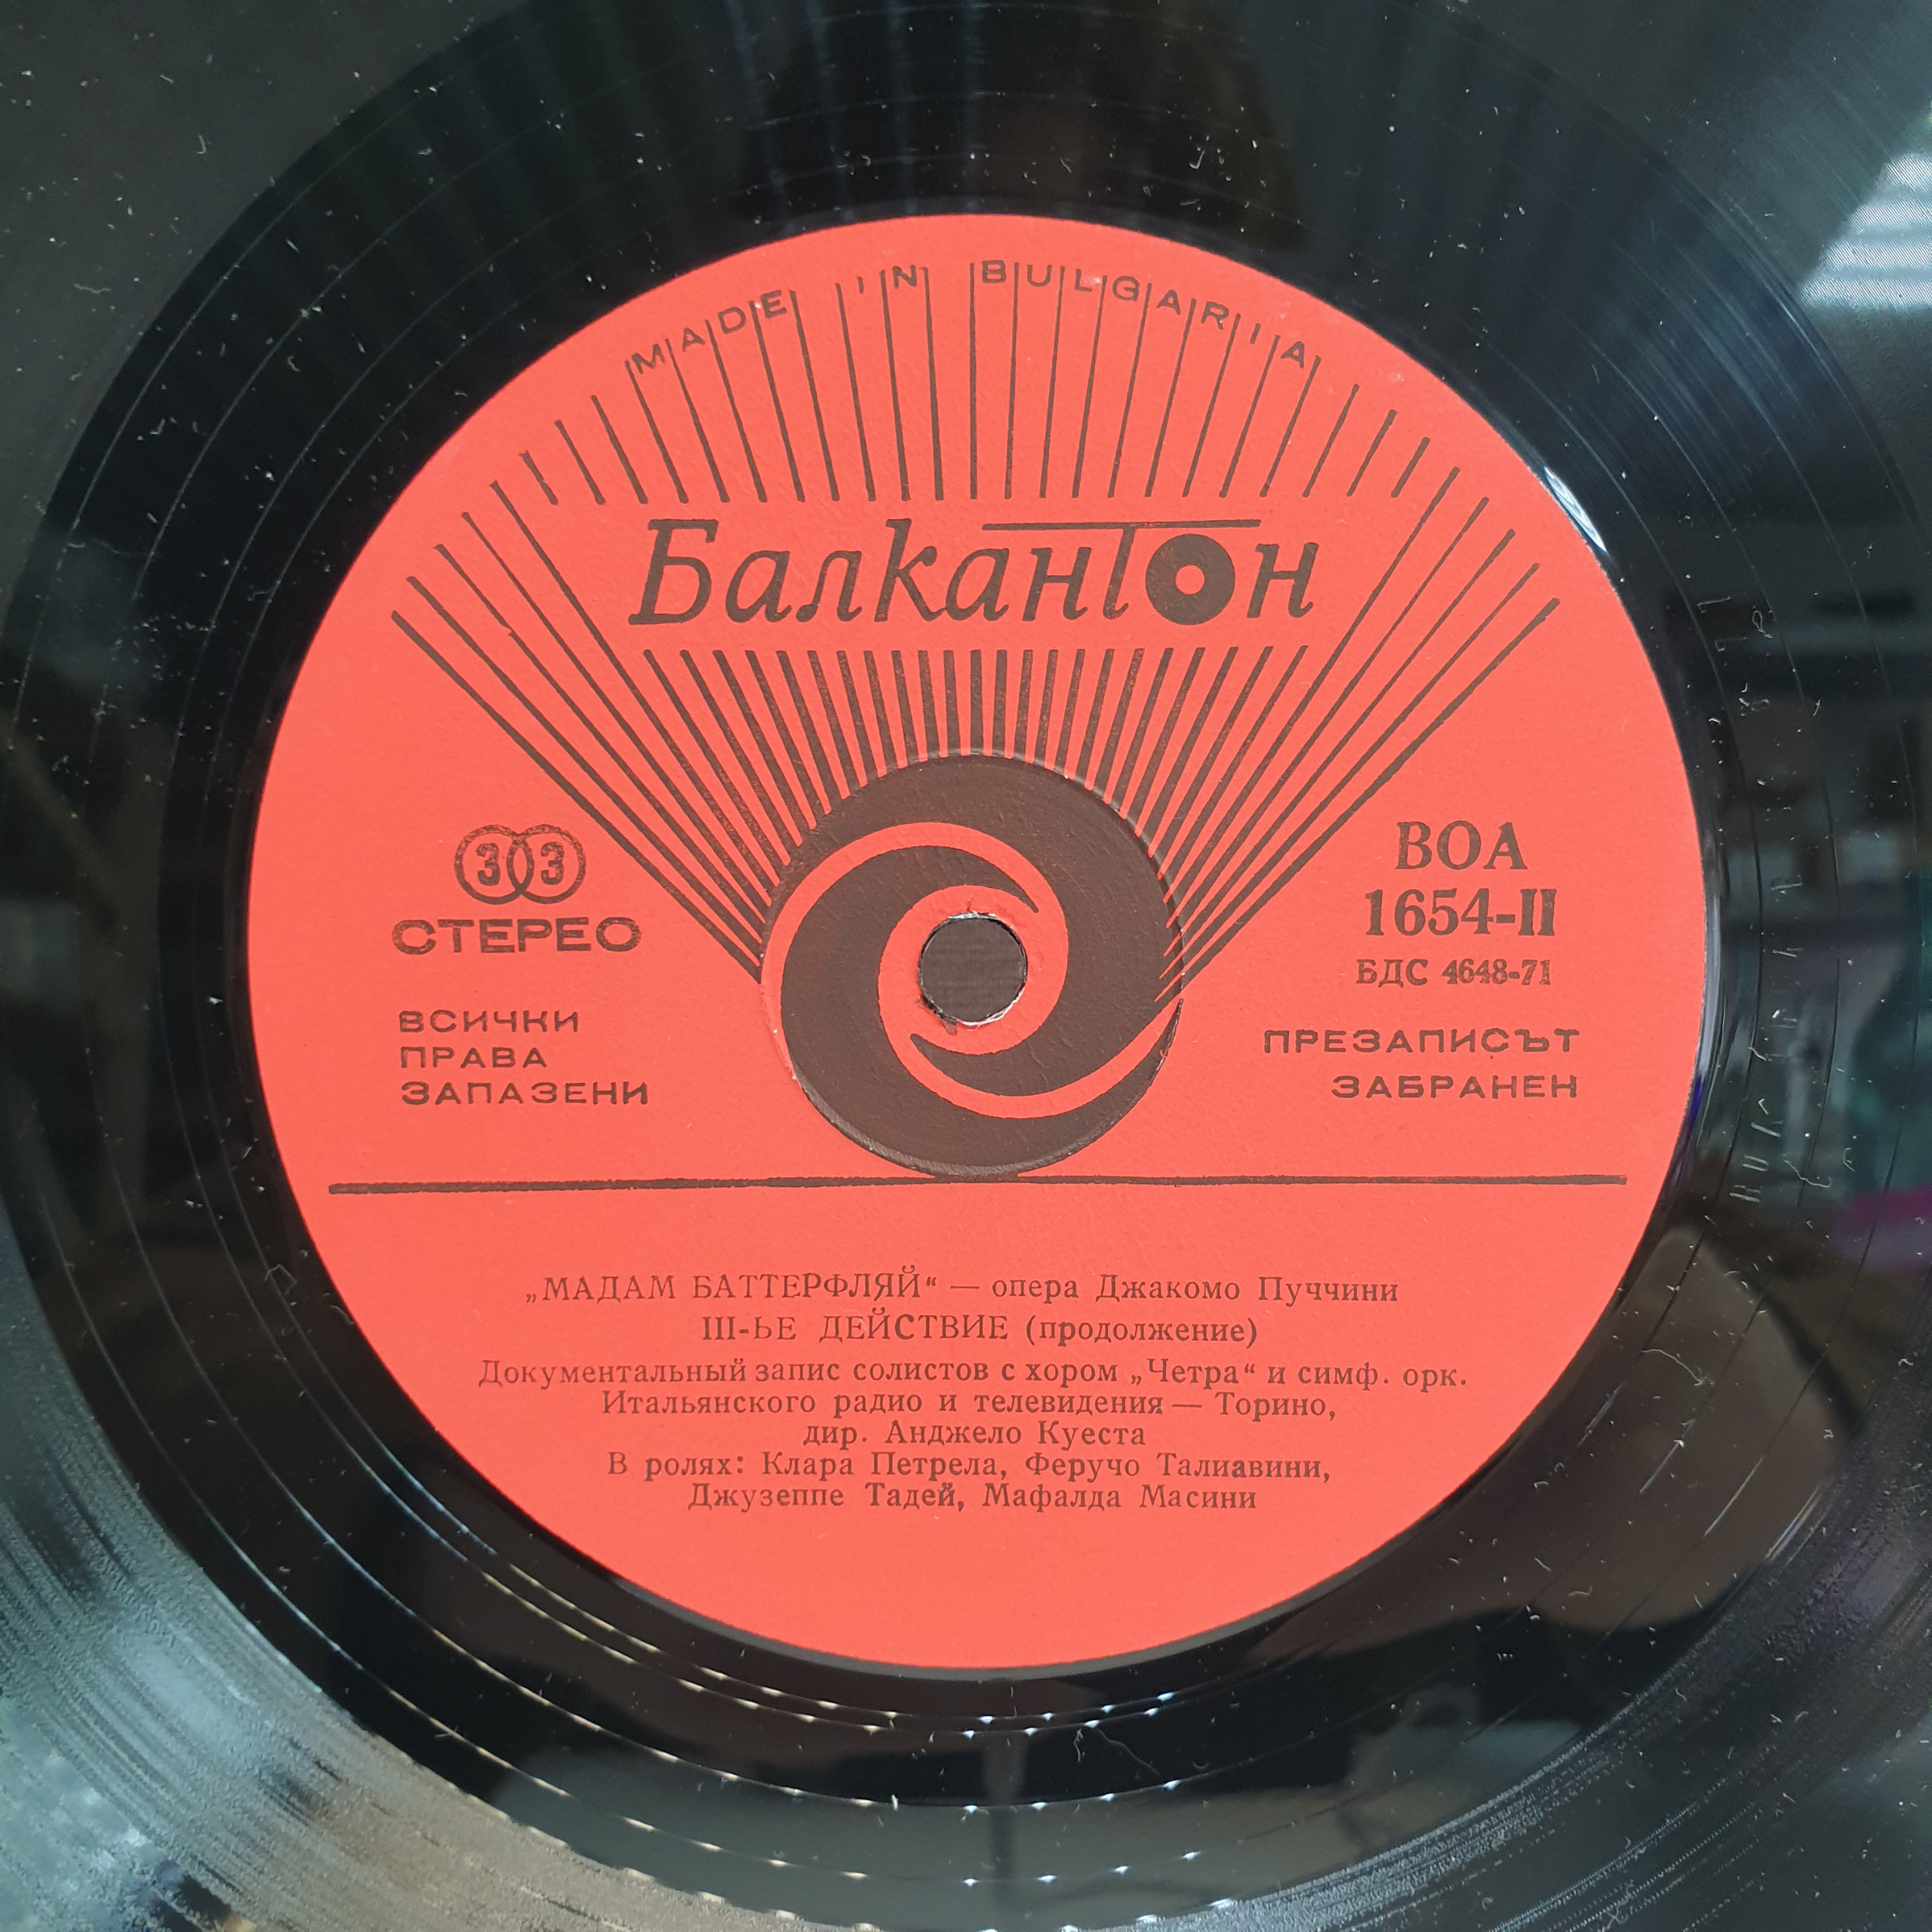 MADE IN BULGARIA
Балкантон
33
СТЕРЕО
ВСИЧКИ
ПРАВА
ЗАПАЗЕНИ
ВОА
1654-II
БДС 4648-71
ПРЕЗАПИСЪТ
ЗАБРАНЕН
„МАДАМ БАТТЕРФЛЯЙ“ — опера Джакомо Пуччини
III-ЬЕ ДЕЙСТВИЕ (продолжение)
Документальный запис солистов с хором „Четра“ и симф. орк.
Итальянского радио и телевидения — Торино,
дир. Анджело Куеста
В ролях: Клара Петрела, Феручо Талиавини,
Джузеппе Тадей, Мафалда Масини